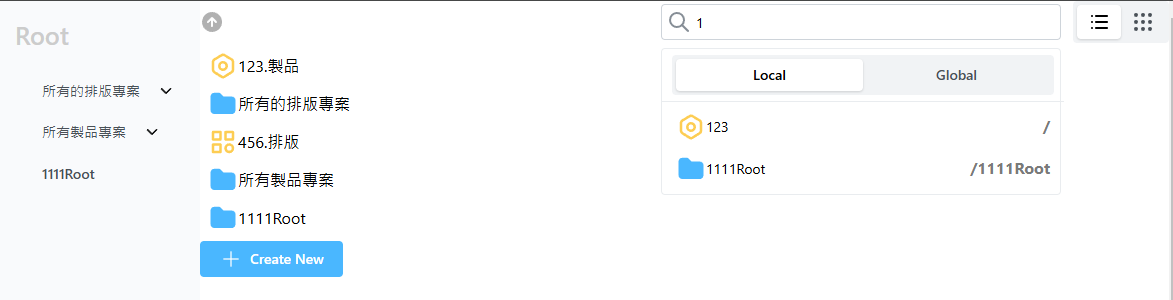 Root
所有的排版專案
所有製品專案
1111Root
123.製品
所有的排版專案
456.排版
所有製品專案
1111Root
Create New
1
Local
Global
123
/
1111Root
/1111Root